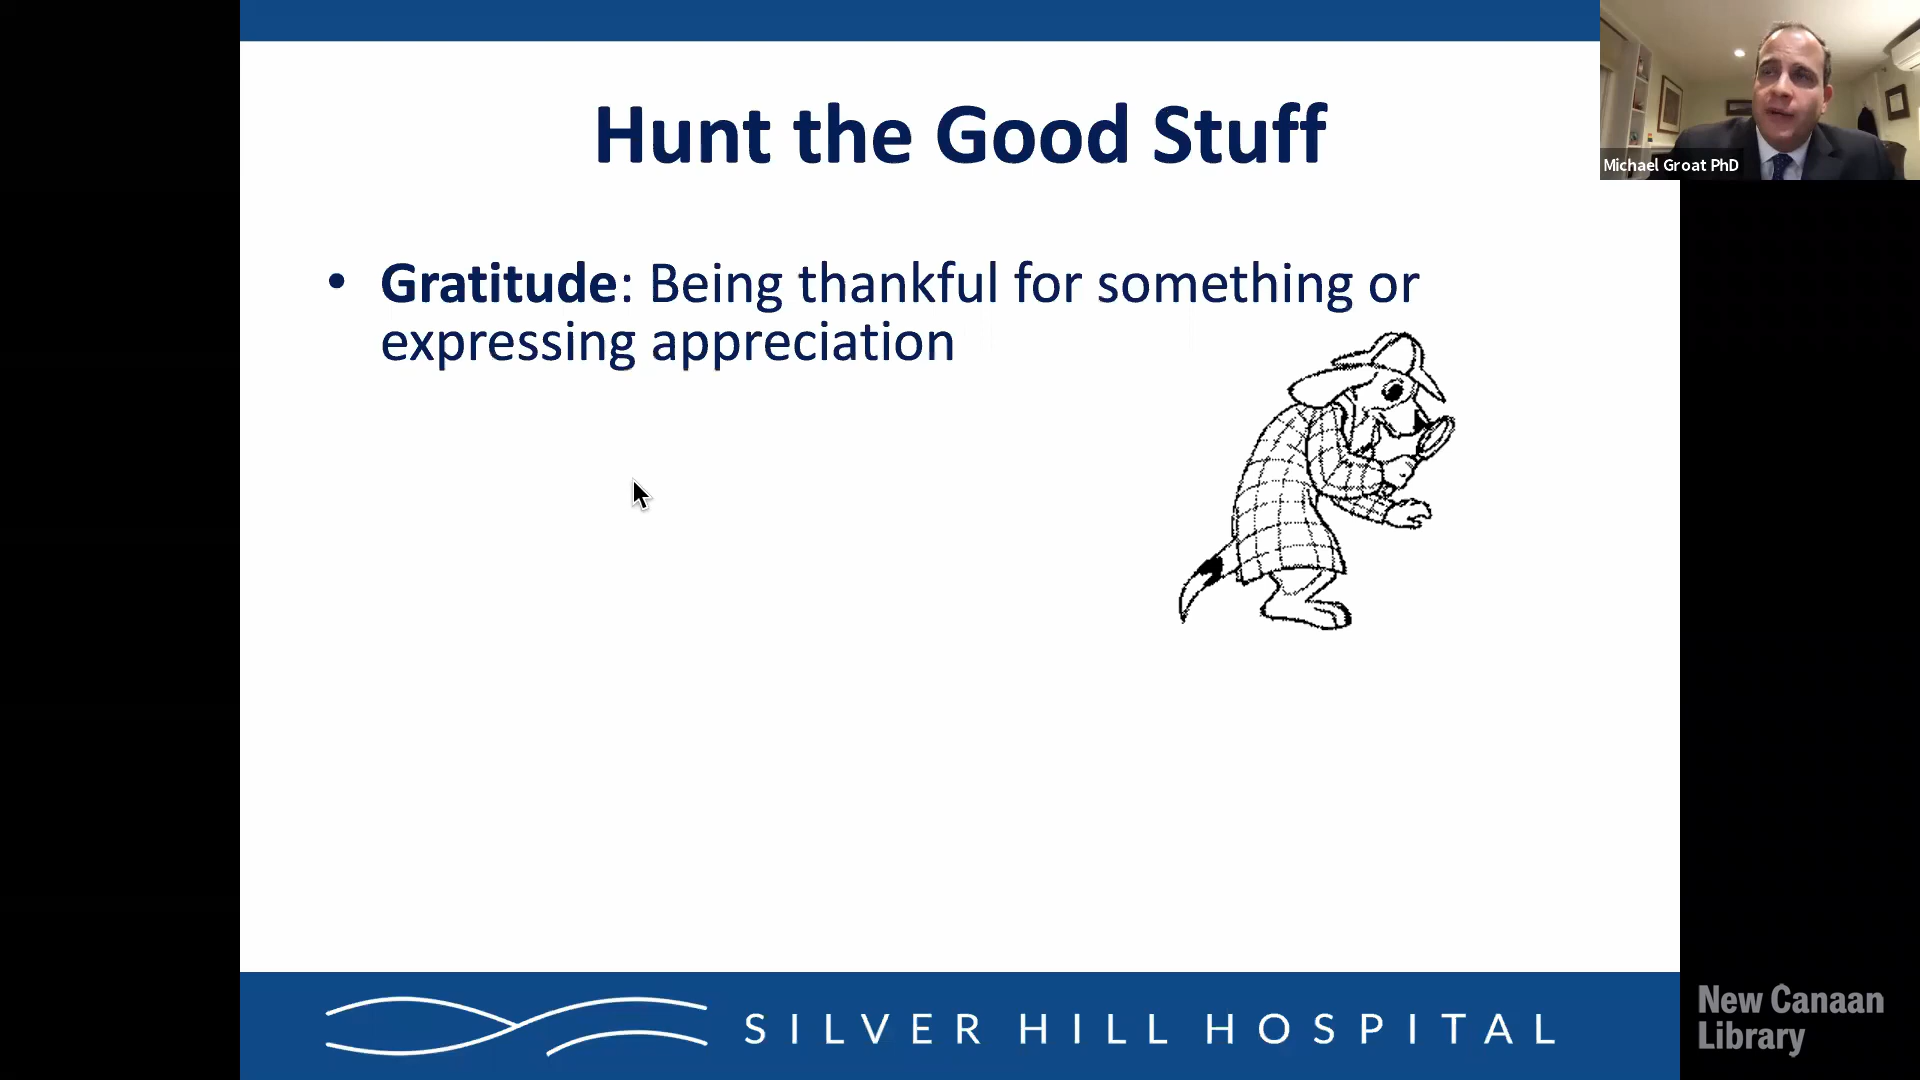 Hunt the Good Stuff
Michael Groat PhD
• Gratitude: Being thankful for something or
expressing appreciation
SILVER HILL HOSPITAL
New Canaan
Library